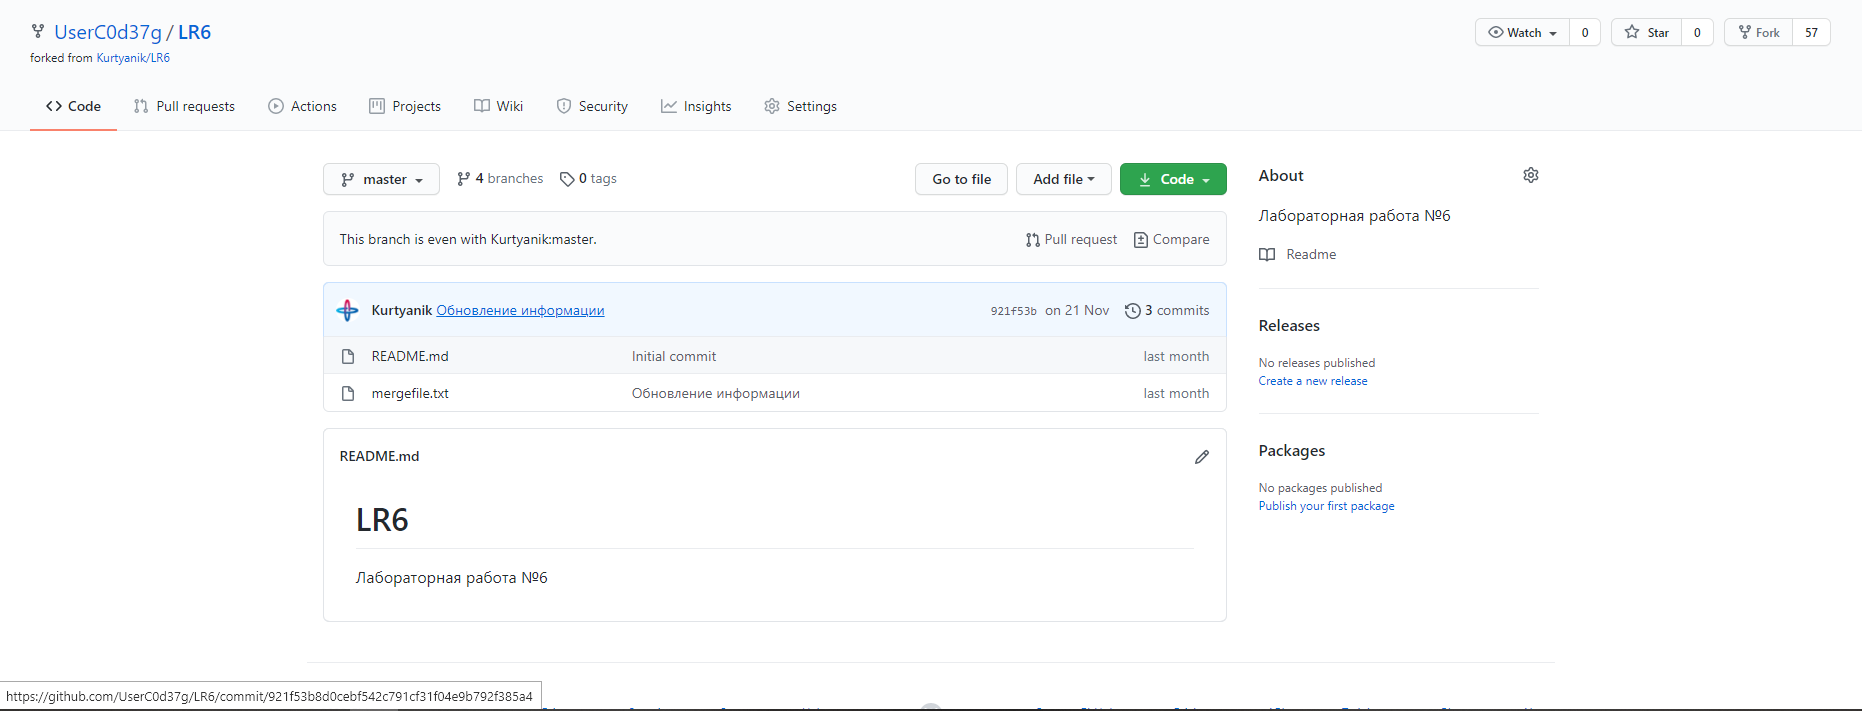 UserC0d37g / LR6
Watch 0 Star 0 Fork 57
forked from Kurtyanik/LR6
Code Pull requests Actions Projects Wiki Security Insights Settings
master 4 branches 0 tags Go to file Add file Code
This branch is even with Kurtyanik:master. Pull request Compare
Kurtyanik Обновление информации 921f53b on 21 Nov 3 commits
README.md Initial commit last month
mergefile.txt Обновление информации last month
README.md
LR6
Лабораторная работа №6
About
Лабораторная работа №6
Readme
Releases
No releases published
Create a new release
Packages
No packages published
Publish your first package
https://github.com/UserC0d37g/LR6/commit/921f53b8d0cebf542c791cf31f04e9b792f385a4